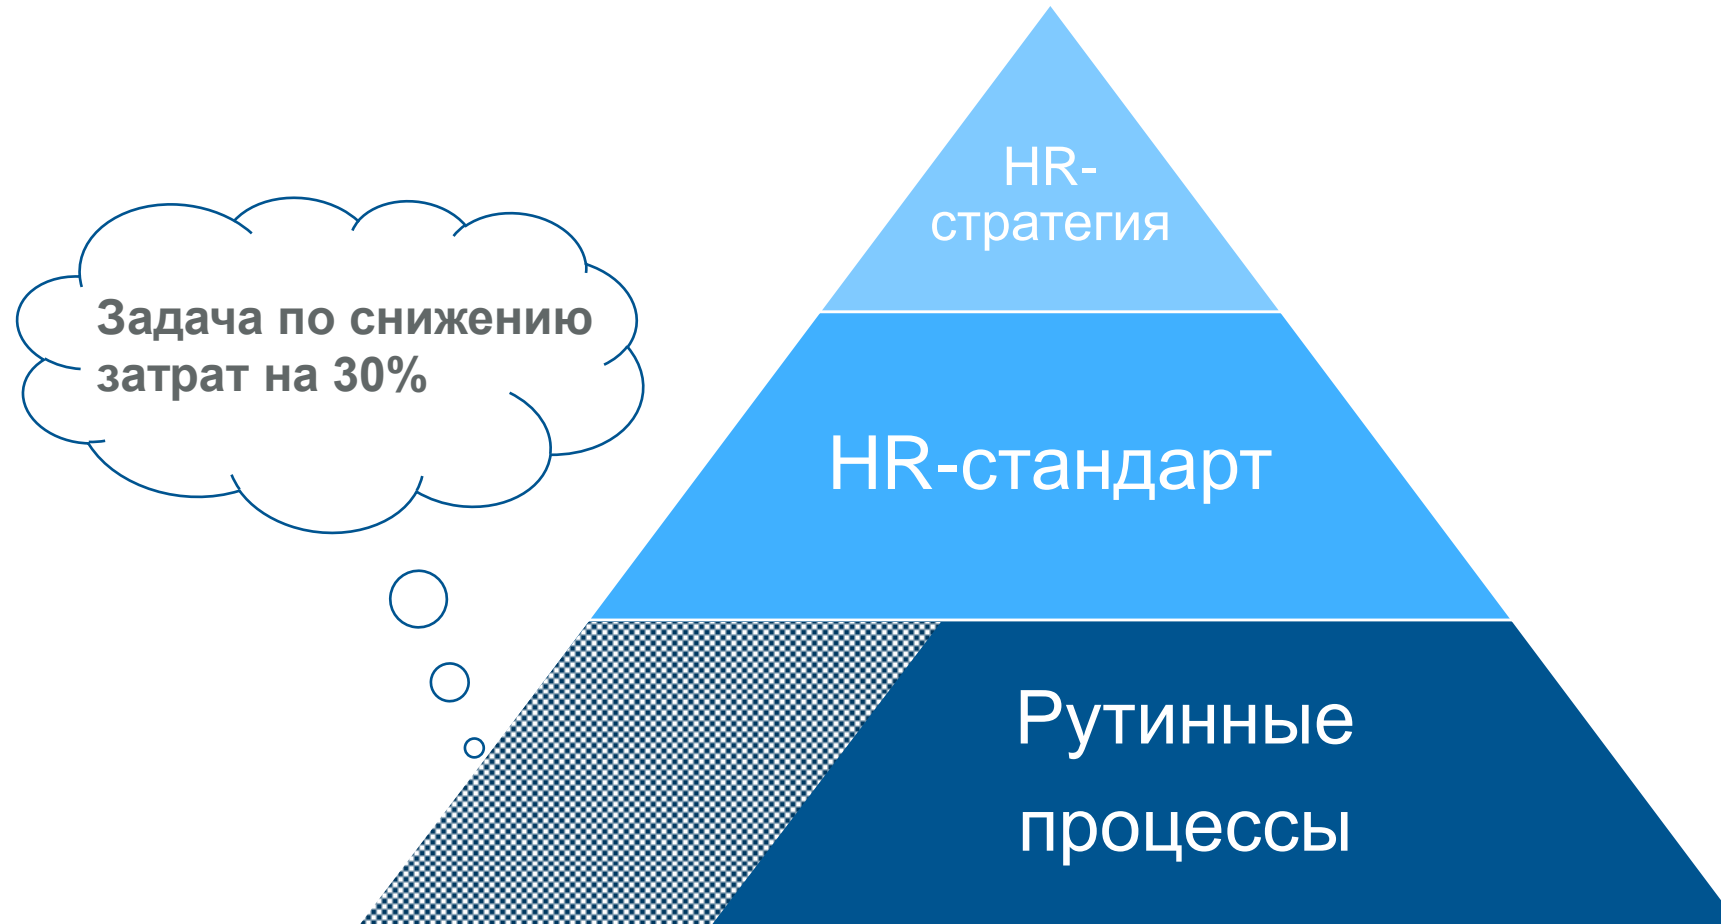 HR-
стратегия
Задача по снижению
затрат на 30%
HR-стандарт
Рутинные
процессы